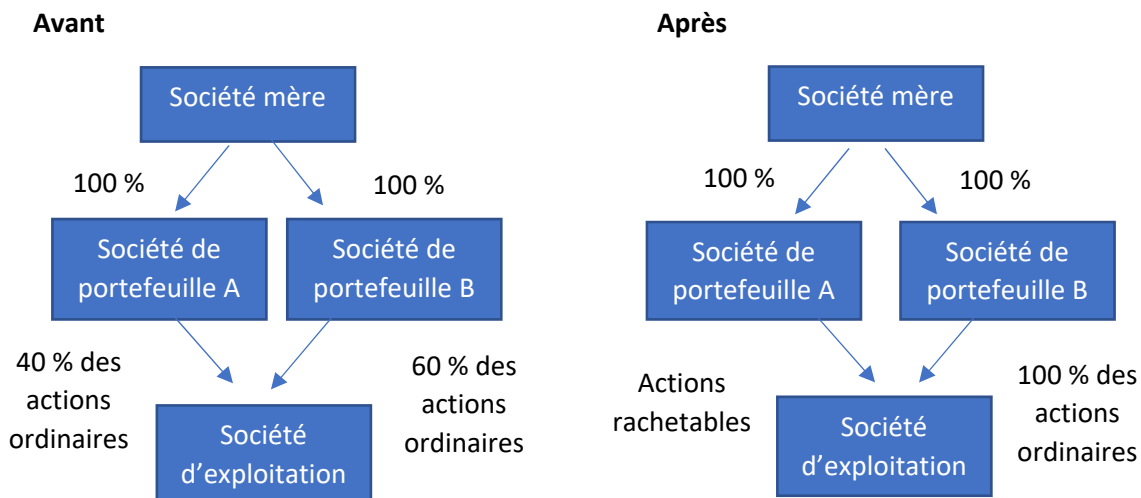 Avant
Société mère
100 %
100 %
Société de
portefeuille A
Société de
portefeuille B
40 % des
actions
ordinaires
60 % des
actions
ordinaires
Société
d’exploitation
Après
Société mère
100 %
100 %
Société de
portefeuille A
Société de
portefeuille B
Actions
rachetables
100 % des
actions
ordinaires
Société
d’exploitation